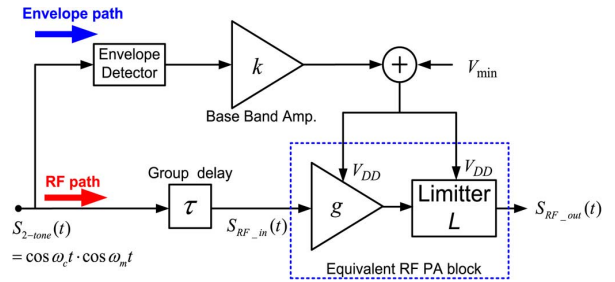 Envelope path
Envelope
Detector
k
Base Band Amp.
+
V_min
RF path
Group delay
τ
V_DD
V_DD
g
Limitter
L
S_2-tone(t)
= cos ω_c t · cos ω_m t
S_RF_in(t)
S_RF_out(t)
Equivalent RF PA block